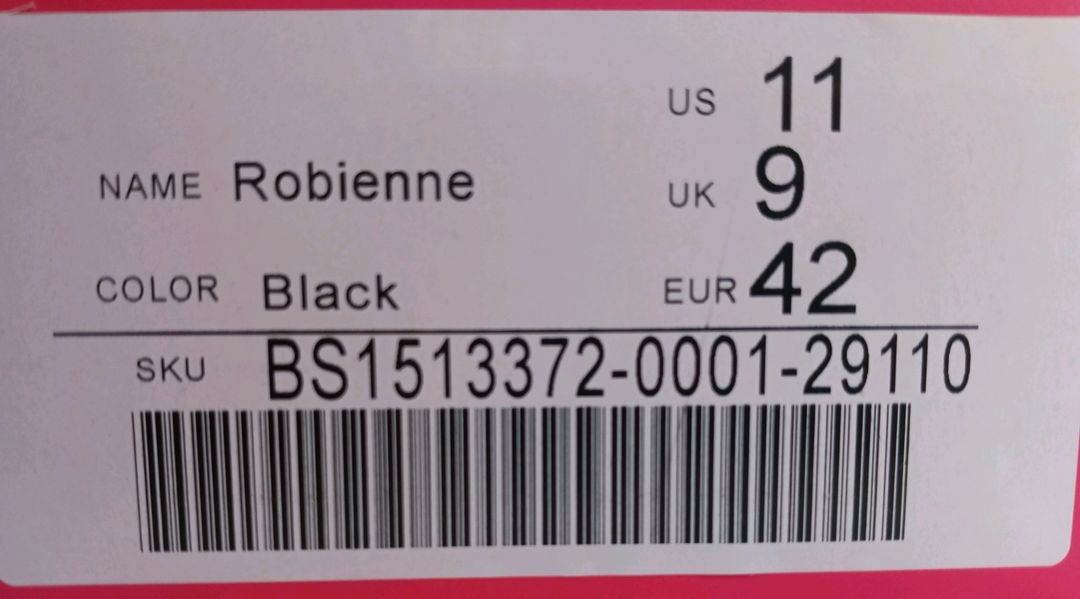 US 11
NAME Robienne UK 9
COLOR Black EUR 42
SKU BS1513372-0001-29110